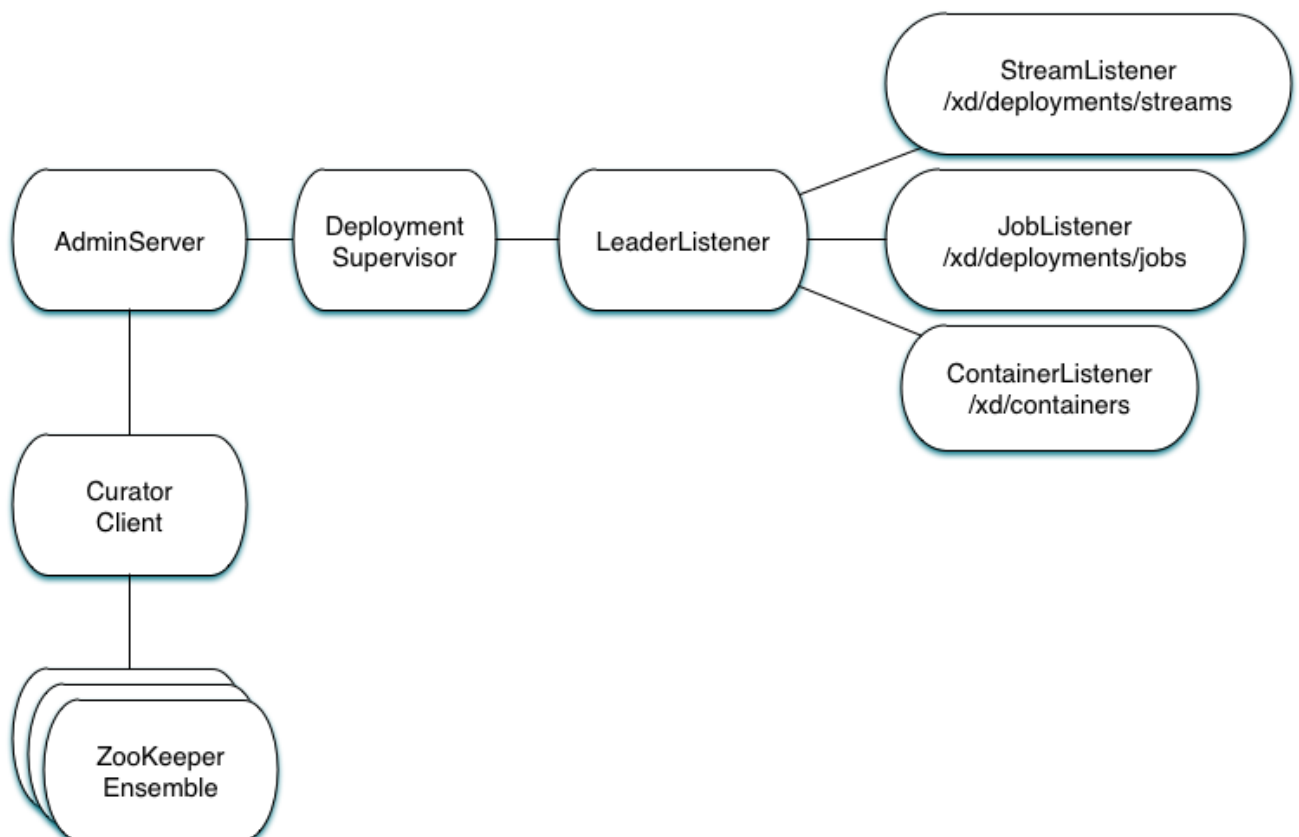 StreamListener
/xd/deployments/streams
AdminServer
Deployment
Supervisor
LeaderListener
JobListener
/xd/deployments/jobs
ContainerListener
/xd/containers
Curator
Client
ZooKeeper
Ensemble